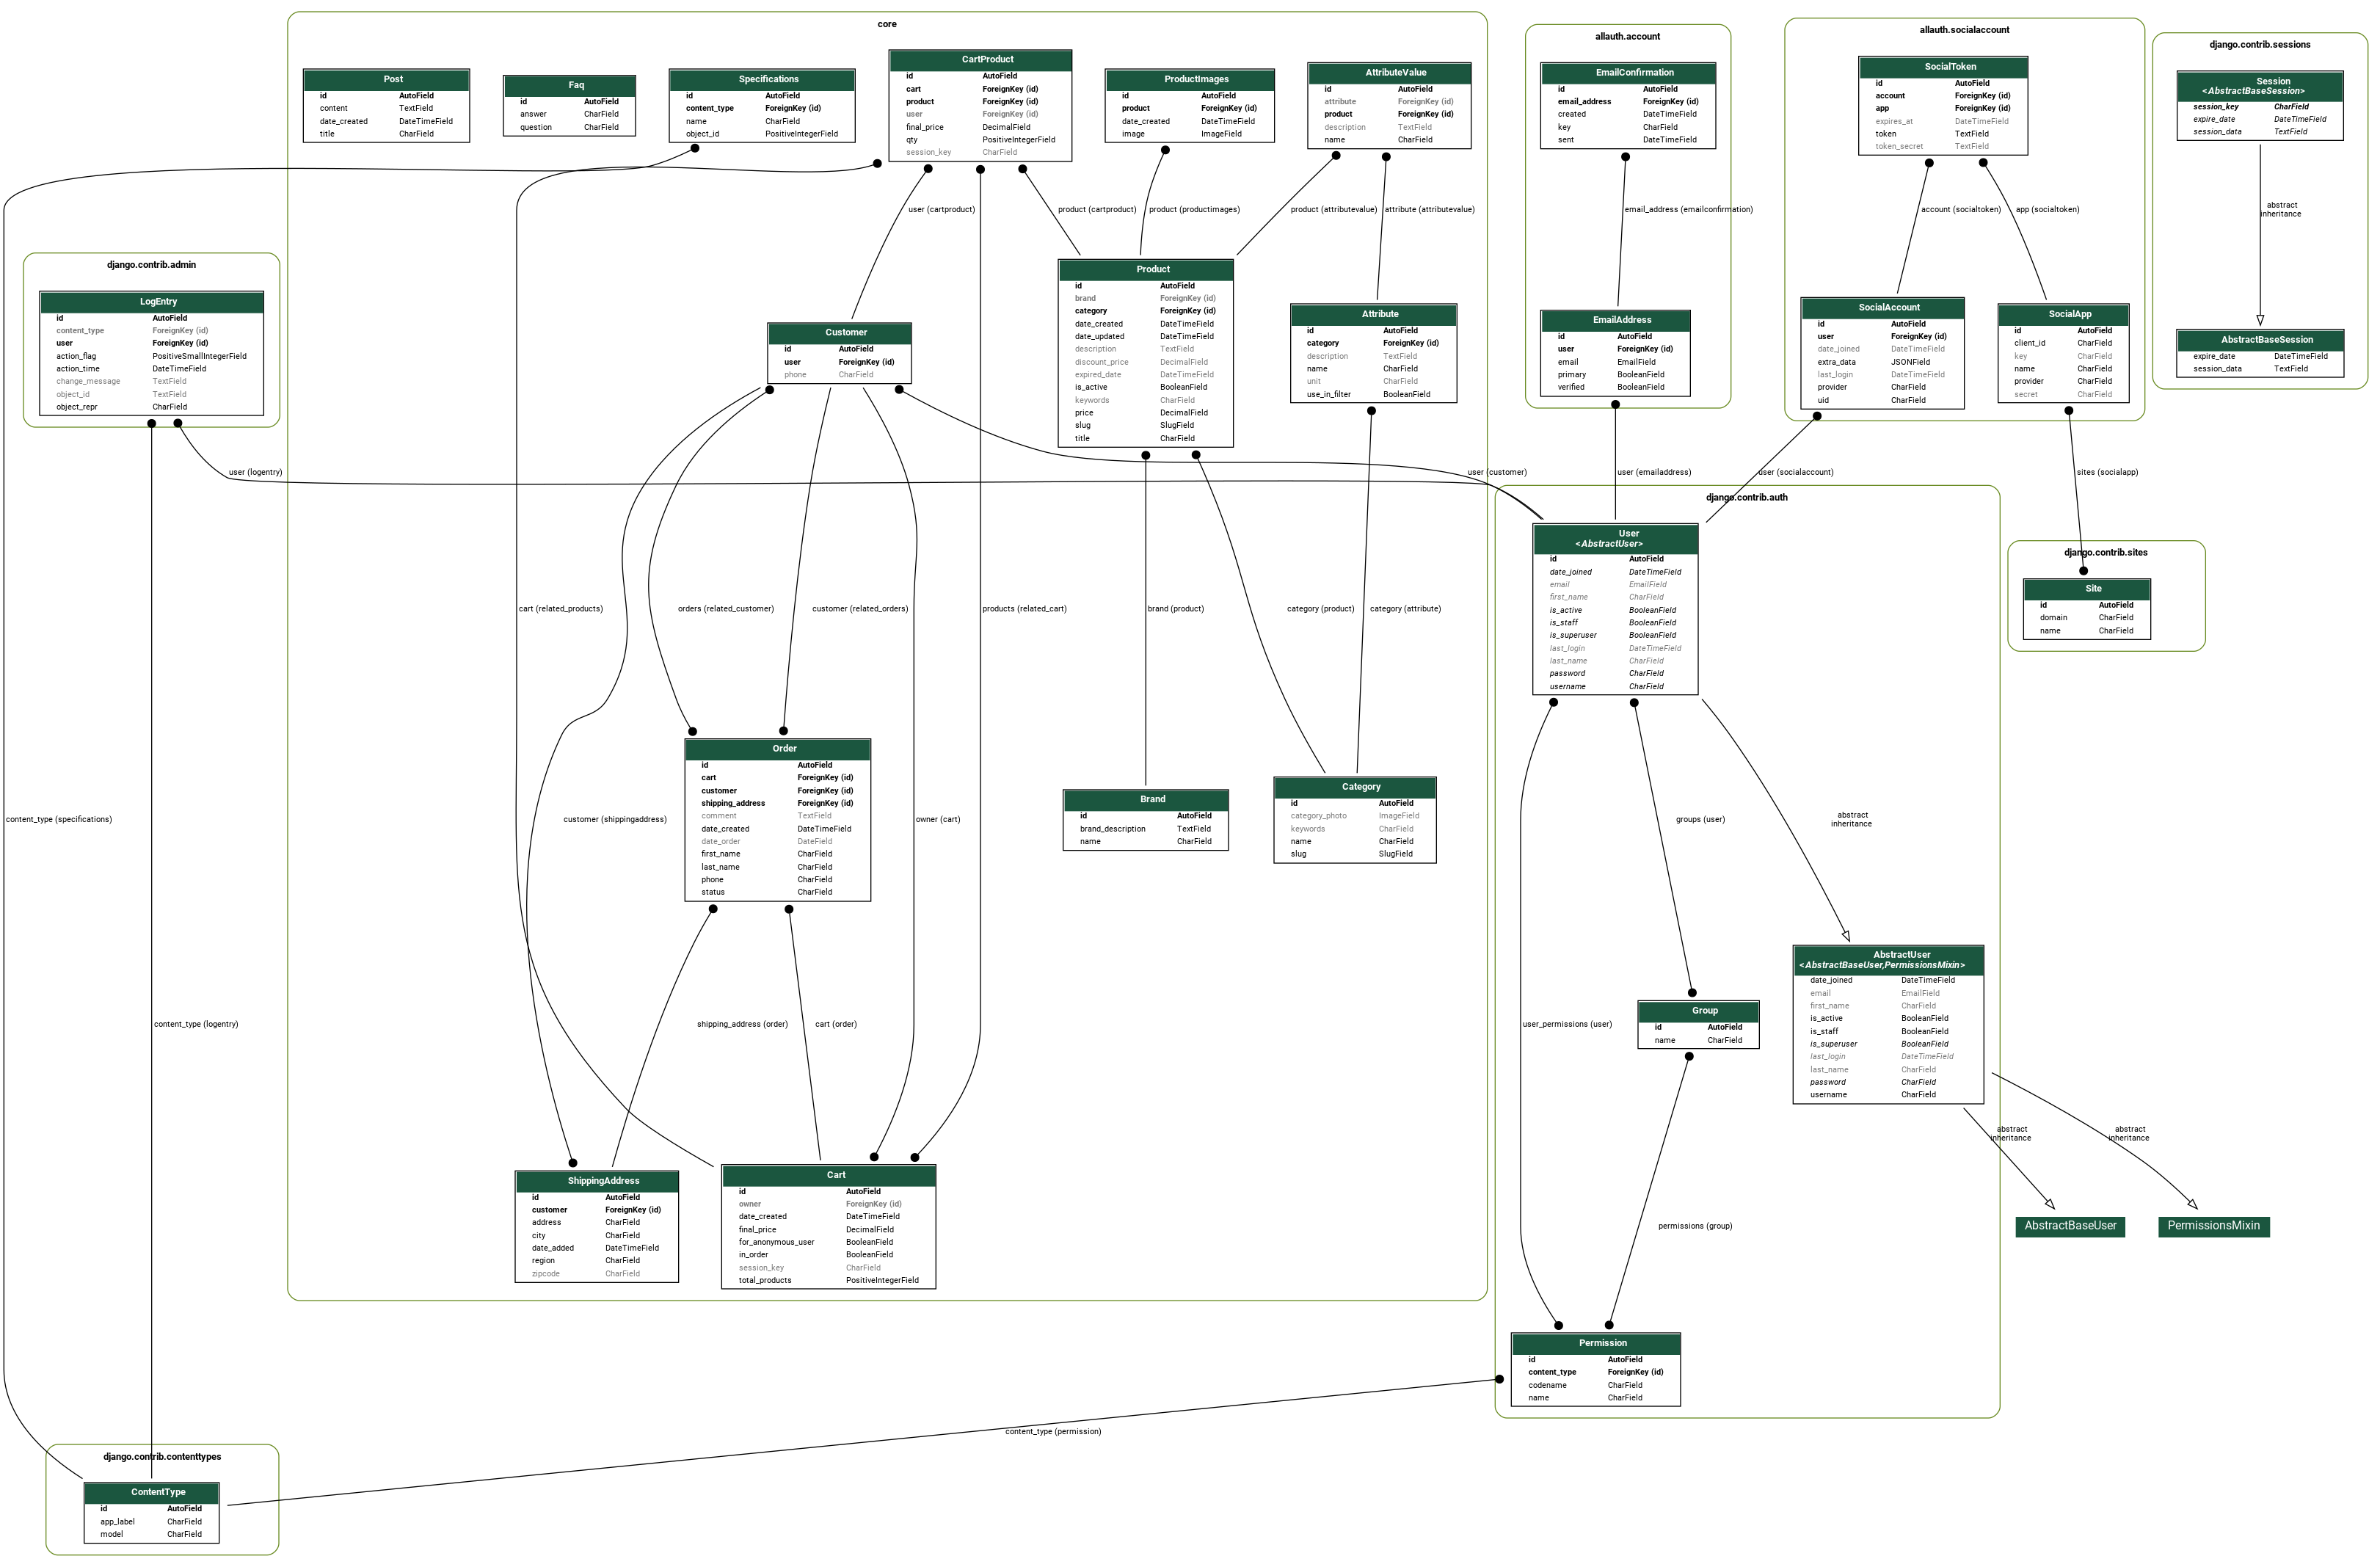 core
Post
id AutoField
content TextField
date_created DateTimeField
title CharField
Faq
id AutoField
answer CharField
question CharField
Specifications
id AutoField
content_type ForeignKey (id)
name CharField
object_id PositiveIntegerField
CartProduct
id AutoField
cart ForeignKey (id)
product ForeignKey (id)
user ForeignKey (id)
final_price DecimalField
qty PositiveIntegerField
session_key CharField
ProductImages
id AutoField
product ForeignKey (id)
date_created DateTimeField
image ImageField
AttributeValue
id AutoField
attribute ForeignKey (id)
product ForeignKey (id)
description TextField
name CharField
allauth.account
EmailConfirmation
id AutoField
email_address ForeignKey (id)
created DateTimeField
key CharField
sent DateTimeField
allauth.socialaccount
SocialToken
id AutoField
account ForeignKey (id)
app ForeignKey (id)
expires_at DateTimeField
token TextField
token_secret TextField
django.contrib.sessions
Session
<AbstractBaseSession>
session_key CharField
expire_date DateTimeField
session_data TextField
user (cartproduct)
product (cartproduct)
product (productimages)
product (attributevalue)
attribute (attributevalue)
email_address (emailconfirmation)
account (socialtoken)
app (socialtoken)
abstract
inheritance
django.contrib.admin
LogEntry
id AutoField
content_type ForeignKey (id)
user ForeignKey (id)
action_flag PositiveSmallIntegerField
action_time DateTimeField
change_message TextField
object_id TextField
object_repr CharField
Customer
id AutoField
user ForeignKey (id)
phone CharField
Product
id AutoField
brand ForeignKey (id)
category ForeignKey (id)
date_created DateTimeField
date_updated DateTimeField
description TextField
discount_price DecimalField
expired_date DateTimeField
is_active BooleanField
keywords CharField
price DecimalField
slug SlugField
title CharField
Attribute
id AutoField
category ForeignKey (id)
description TextField
name CharField
unit CharField
use_in_filter BooleanField
EmailAddress
id AutoField
user ForeignKey (id)
email EmailField
primary BooleanField
verified BooleanField
SocialAccount
id AutoField
user ForeignKey (id)
date_joined DateTimeField
extra_data JSONField
last_login DateTimeField
provider CharField
uid CharField
SocialApp
id AutoField
client_id CharField
key CharField
name CharField
provider CharField
secret CharField
AbstractBaseSession
expire_date DateTimeField
session_data TextField
user (logentry)
user (customer)
user (emailaddress)
user (socialaccount)
sites (socialapp)
django.contrib.auth
User
<AbstractUser>
id AutoField
date_joined DateTimeField
email EmailField
first_name CharField
is_active BooleanField
is_staff BooleanField
is_superuser BooleanField
last_login DateTimeField
last_name CharField
password CharField
username CharField
django.contrib.sites
Site
id AutoField
domain CharField
name CharField
cart (related_products)
orders (related_customer)
customer (related_orders)
products (related_cart)
brand (product)
category (product)
category (attribute)
Order
id AutoField
cart ForeignKey (id)
customer ForeignKey (id)
shipping_address ForeignKey (id)
comment TextField
date_created DateTimeField
date_order DateField
first_name CharField
last_name CharField
phone CharField
status CharField
Brand
id AutoField
brand_description TextField
name CharField
Category
id AutoField
category_photo ImageField
keywords CharField
name CharField
slug SlugField
content_type (specifications)
customer (shippingaddress)
owner (cart)
groups (user)
abstract
inheritance
AbstractUser
<AbstractBaseUser,PermissionsMixin>
date_joined DateTimeField
email EmailField
first_name CharField
is_active BooleanField
is_staff BooleanField
is_superuser BooleanField
last_login DateTimeField
last_name CharField
password CharField
username CharField
Group
id AutoField
name CharField
content_type (logentry)
shipping_address (order)
cart (order)
user_permissions (user)
abstract
inheritance
abstract
inheritance
ShippingAddress
id AutoField
customer ForeignKey (id)
address CharField
city CharField
date_added DateTimeField
region CharField
zipcode CharField
Cart
id AutoField
owner ForeignKey (id)
date_created DateTimeField
final_price DecimalField
for_anonymous_user BooleanField
in_order BooleanField
session_key CharField
total_products PositiveIntegerField
permissions (group)
AbstractBaseUser
PermissionsMixin
Permission
id AutoField
content_type ForeignKey (id)
codename CharField
name CharField
content_type (permission)
django.contrib.contenttypes
ContentType
id AutoField
app_label CharField
model CharField